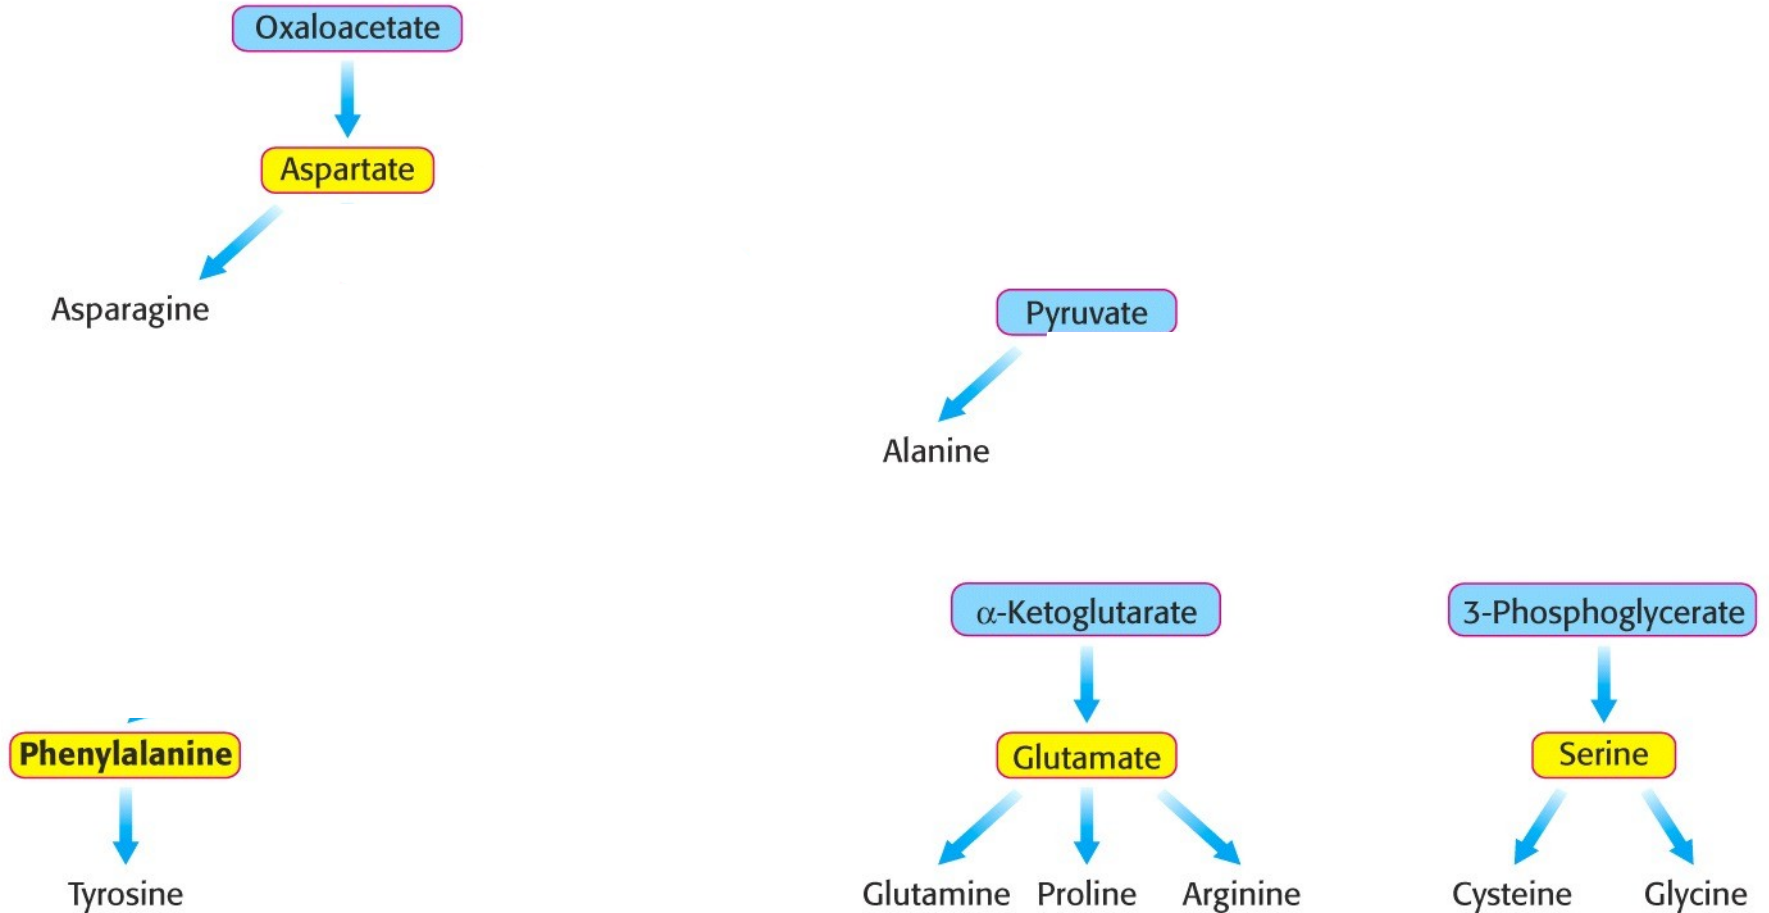 Oxaloacetate
Aspartate
Asparagine
Pyruvate
Alanine
α-Ketoglutarate
3-Phosphoglycerate
Phenylalanine
Glutamate
Serine
Tyrosine
Glutamine
Proline
Arginine
Cysteine
Glycine